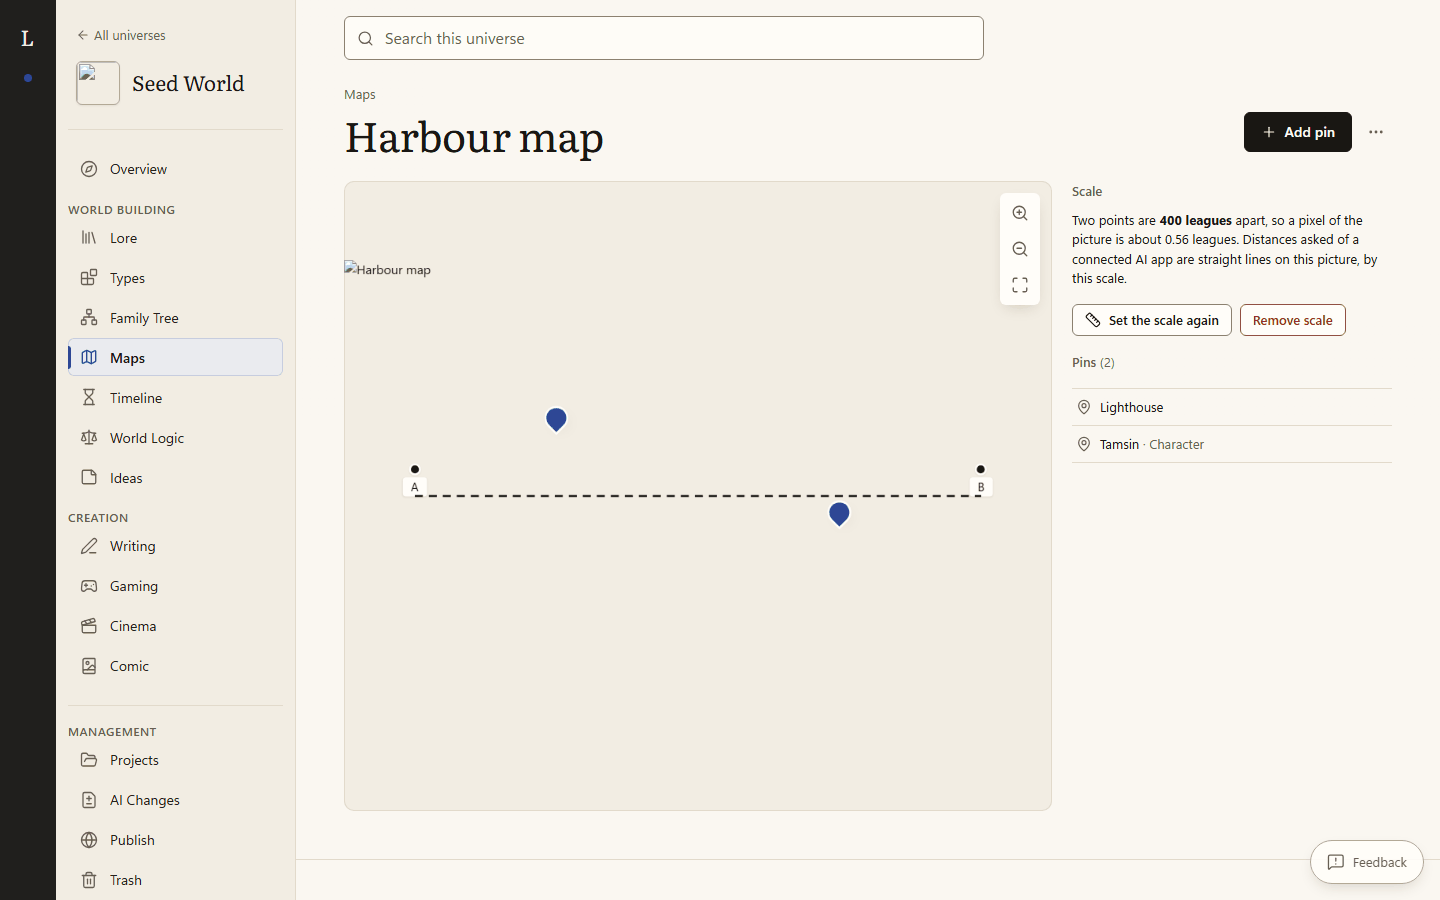 L
All universes
Seed World
Overview
WORLD BUILDING
Lore
Types
Family Tree
Maps
Timeline
World Logic
Ideas
CREATION
Writing
Gaming
Cinema
Comic
MANAGEMENT
Projects
AI Changes
Publish
Trash
Search this universe
Maps
Harbour map
Add pin
Harbour map
A
B
Scale
Two points are 400 leagues apart, so a pixel of the
picture is about 0.56 leagues. Distances asked of a
connected AI app are straight lines on this picture, by
this scale.
Set the scale again
Remove scale
Pins (2)
Lighthouse
Tamsin · Character
Feedback